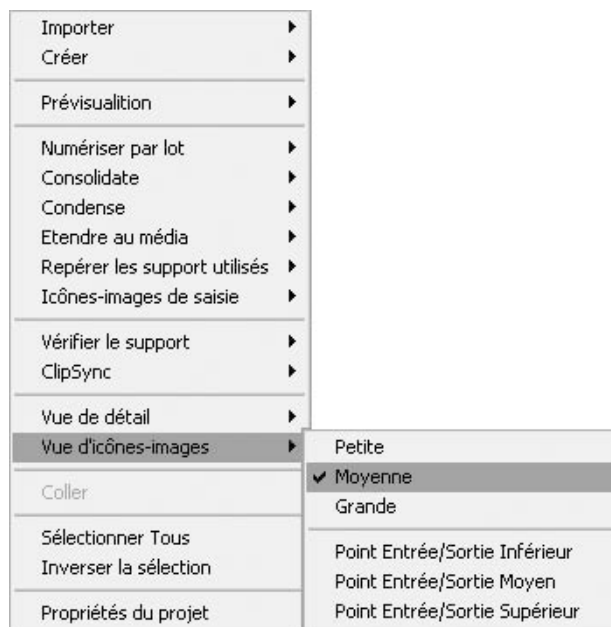 Importer
Créer
Prévisualition
Numériser par lot
Consolidate
Condense
Etendre au média
Repérer les support utilisés
Icônes-images de saisie
Vérifier le support
ClipSync
Vue de détail
Vue d'icônes-images
Coller
Sélectionner Tous
Inverser la sélection
Propriétés du projet
Petite
Moyenne
Grande
Point Entrée/Sortie Inférieur
Point Entrée/Sortie Moyen
Point Entrée/Sortie Supérieur